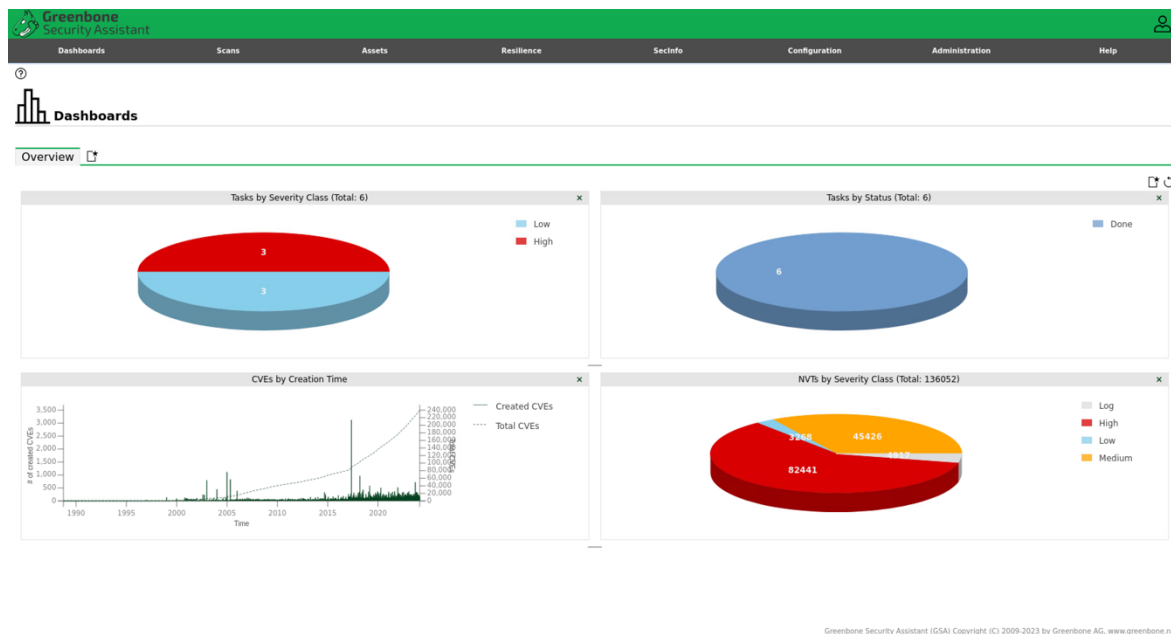 Greenbone
Security Assistant
Dashboards Scans Assets Resilience SecInfo Configuration Administration Help
Dashboards
Overview
Tasks by Severity Class (Total: 6)
3
3
Low
High
Tasks by Status (Total: 6)
6
Done
CVEs by Creation Time
3,500
3,000
2,500
2,000
1,500
1,000
500
0
# of created CVEs
1990 1995 2000 2005 2010 2015 2020
Time
240,000
220,000
200,000
180,000
160,000
140,000
120,000
100,000
80,000
60,000
40,000
20,000
0
Created CVEs
Total CVEs
NVTs by Severity Class (Total: 136052)
3268
45426
82441
Log
High
Low
Medium
Greenbone Security Assistant (GSA) Copyright (C) 2009-2023 by Greenbone AG, www.greenbone.n